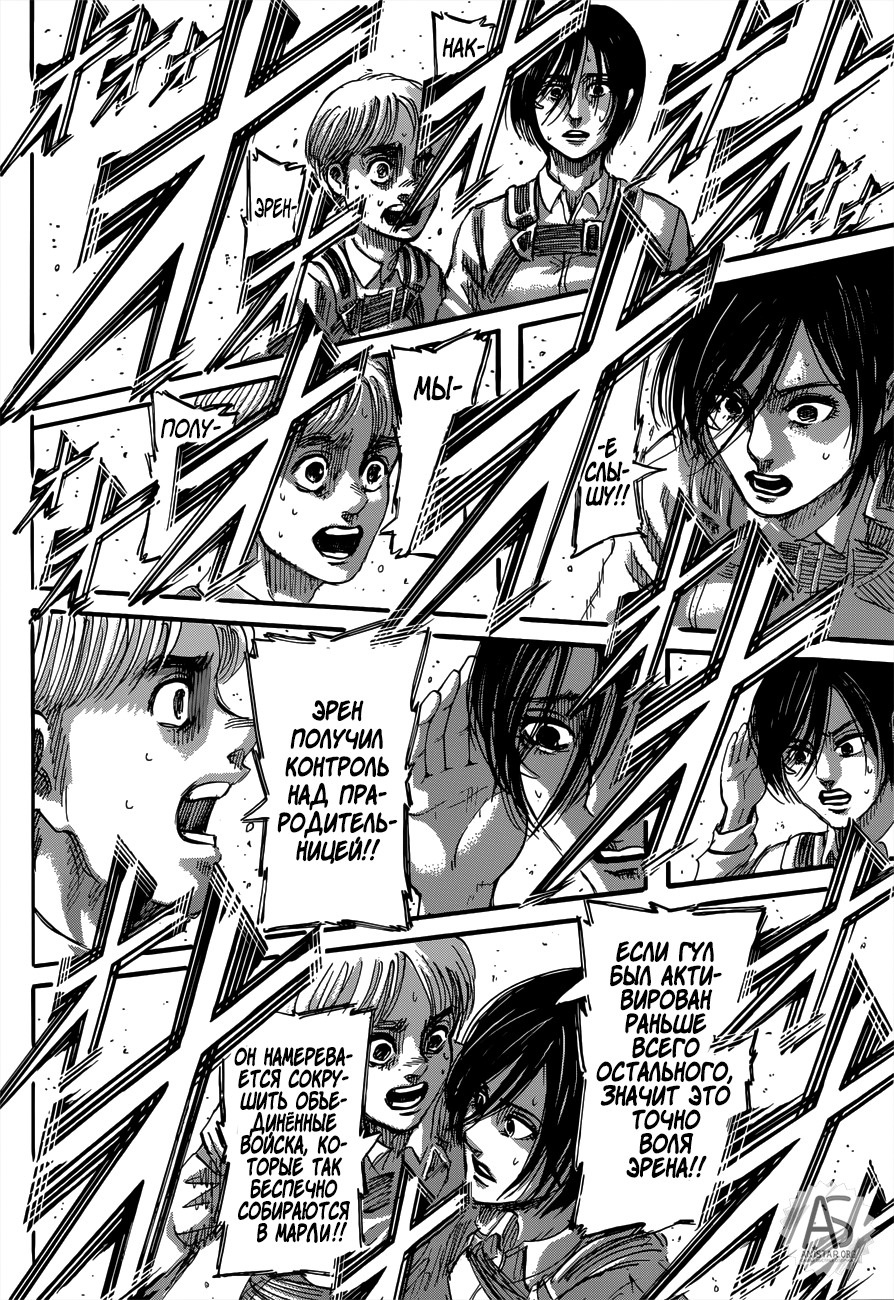 НАК-
ЭРЕН-
-Е
СЛЫ-
ШУ!!
МЫ-
ПОЛУ-
ЭРЕН
ПОЛУЧИЛ
КОНТРОЛЬ
НАД ПРА-
РОДИТЕЛЬ-
НИЦЕЙ!!
ЕСЛИ ГУЛ
БЫЛ АКТИ-
ВИРОВАН
РАНЬШЕ
ВСЕГО
ОСТАЛЬНОГО,
ЗНАЧИТ ЭТО
ТОЧНО
ВОЛЯ
ЭРЕНА!!
ОН НАМЕРЕВА-
ЕТСЯ СОКРУ-
ШИТЬ ОБЪЕ-
ДИНЁННЫЕ
ВОЙСКА, КО-
ТОРЫЕ ТАК
БЕСПЕЧНО
СОБИРАЮТСЯ
В МАРЛИ!!
AS
ANISTAR.ORG